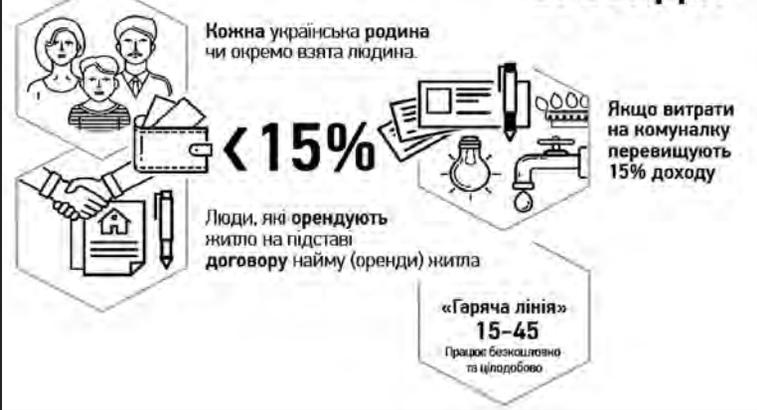 Кожна українська родина
чи окремо взята людина.
<15%
Якщо витрати
на комуналку
перевищують
15% доходу
Люди, які орендують
житло на підставі
договору найму (оренди) житла
«Гаряча лінія»
15-45
Працює безкоштовно
та цілодобово